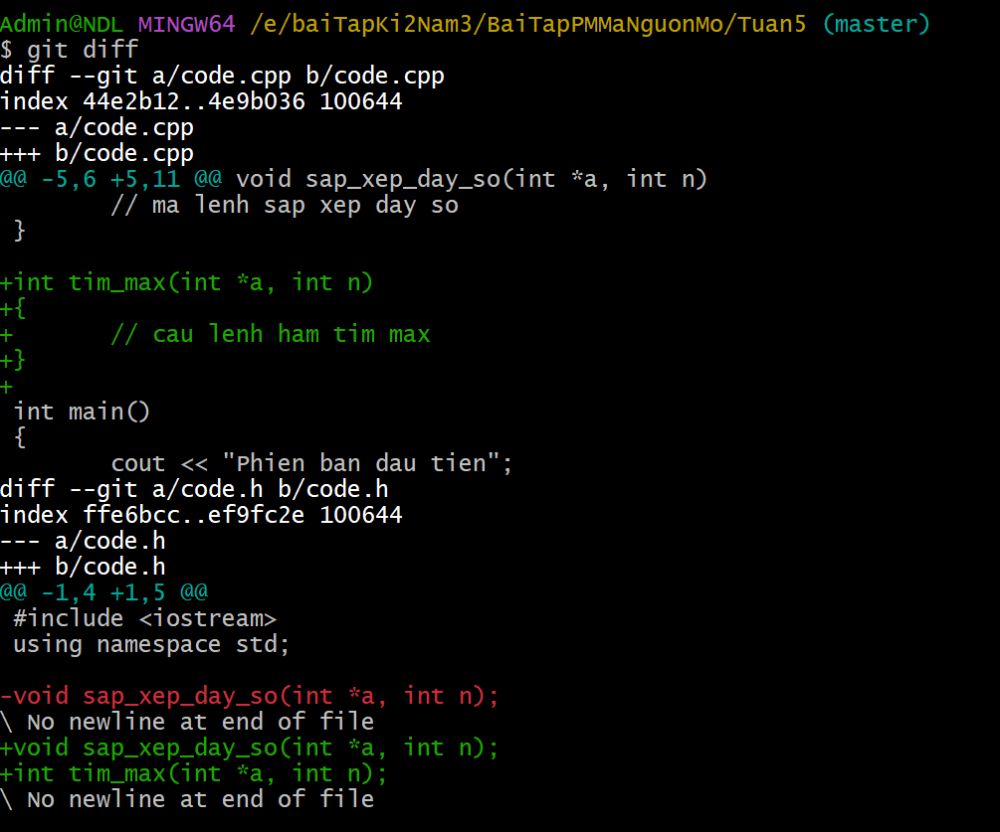 Admin@NDL MINGW64 /e/baiTapKi2Nam3/BaiTapPMMaNguonMo/Tuan5 (master)
$ git diff
diff --git a/code.cpp b/code.cpp
index 44e2b12..4e9b036 100644
--- a/code.cpp
+++ b/code.cpp
@@ -5,6 +5,11 @@ void sap_xep_day_so(int *a, int n)
        // ma lenh sap xep day so
 }

+int tim_max(int *a, int n)
+{
+       // cau lenh ham tim max
+}
+
 int main()
 {
        cout << "Phien ban dau tien";
diff --git a/code.h b/code.h
index ffe6bcc..ef9fc2e 100644
--- a/code.h
+++ b/code.h
@@ -1,4 +1,5 @@
 #include <iostream>
 using namespace std;

-void sap_xep_day_so(int *a, int n);
\ No newline at end of file
+void sap_xep_day_so(int *a, int n);
+int tim_max(int *a, int n);
\ No newline at end of file